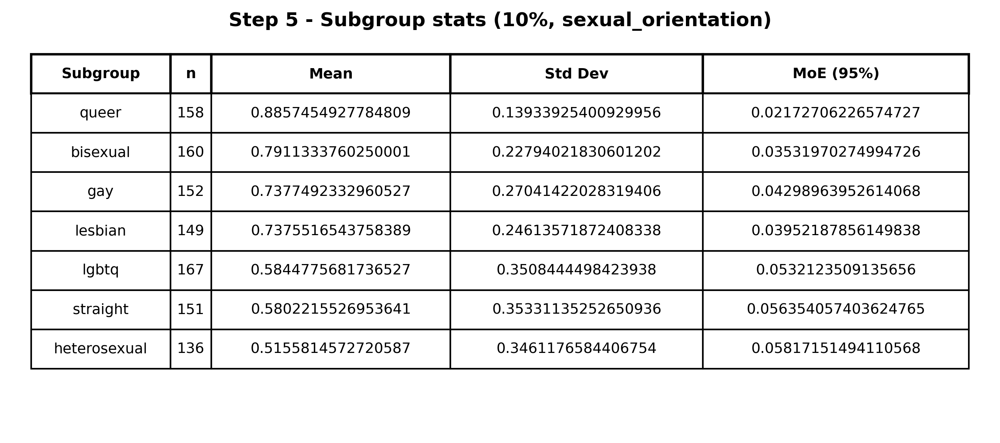 Step 5 - Subgroup stats (10%, sexual_orientation)
Subgroup n Mean Std Dev MoE (95%)
queer 158 0.8857454927784809 0.13933925400929956 0.02172706226574727
bisexual 160 0.7911333760250001 0.22794021830601202 0.03531970274994726
gay 152 0.7377492332960527 0.27041422028319406 0.04298963952614068
lesbian 149 0.7375516543758389 0.24613571872408338 0.03952187856149838
lgbtq 167 0.5844775681736527 0.3508444498423938 0.0532123509135656
straight 151 0.5802215526953641 0.35331135252650936 0.056354057403624765
heterosexual 136 0.5155814572720587 0.3461176584406754 0.05817151494110568